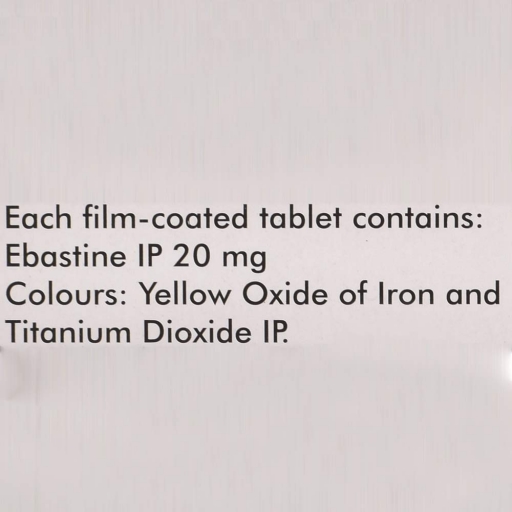 Each film-coated tablet contains:
Ebastine IP 20 mg
Colours: Yellow Oxide of Iron and
Titanium Dioxide IP.